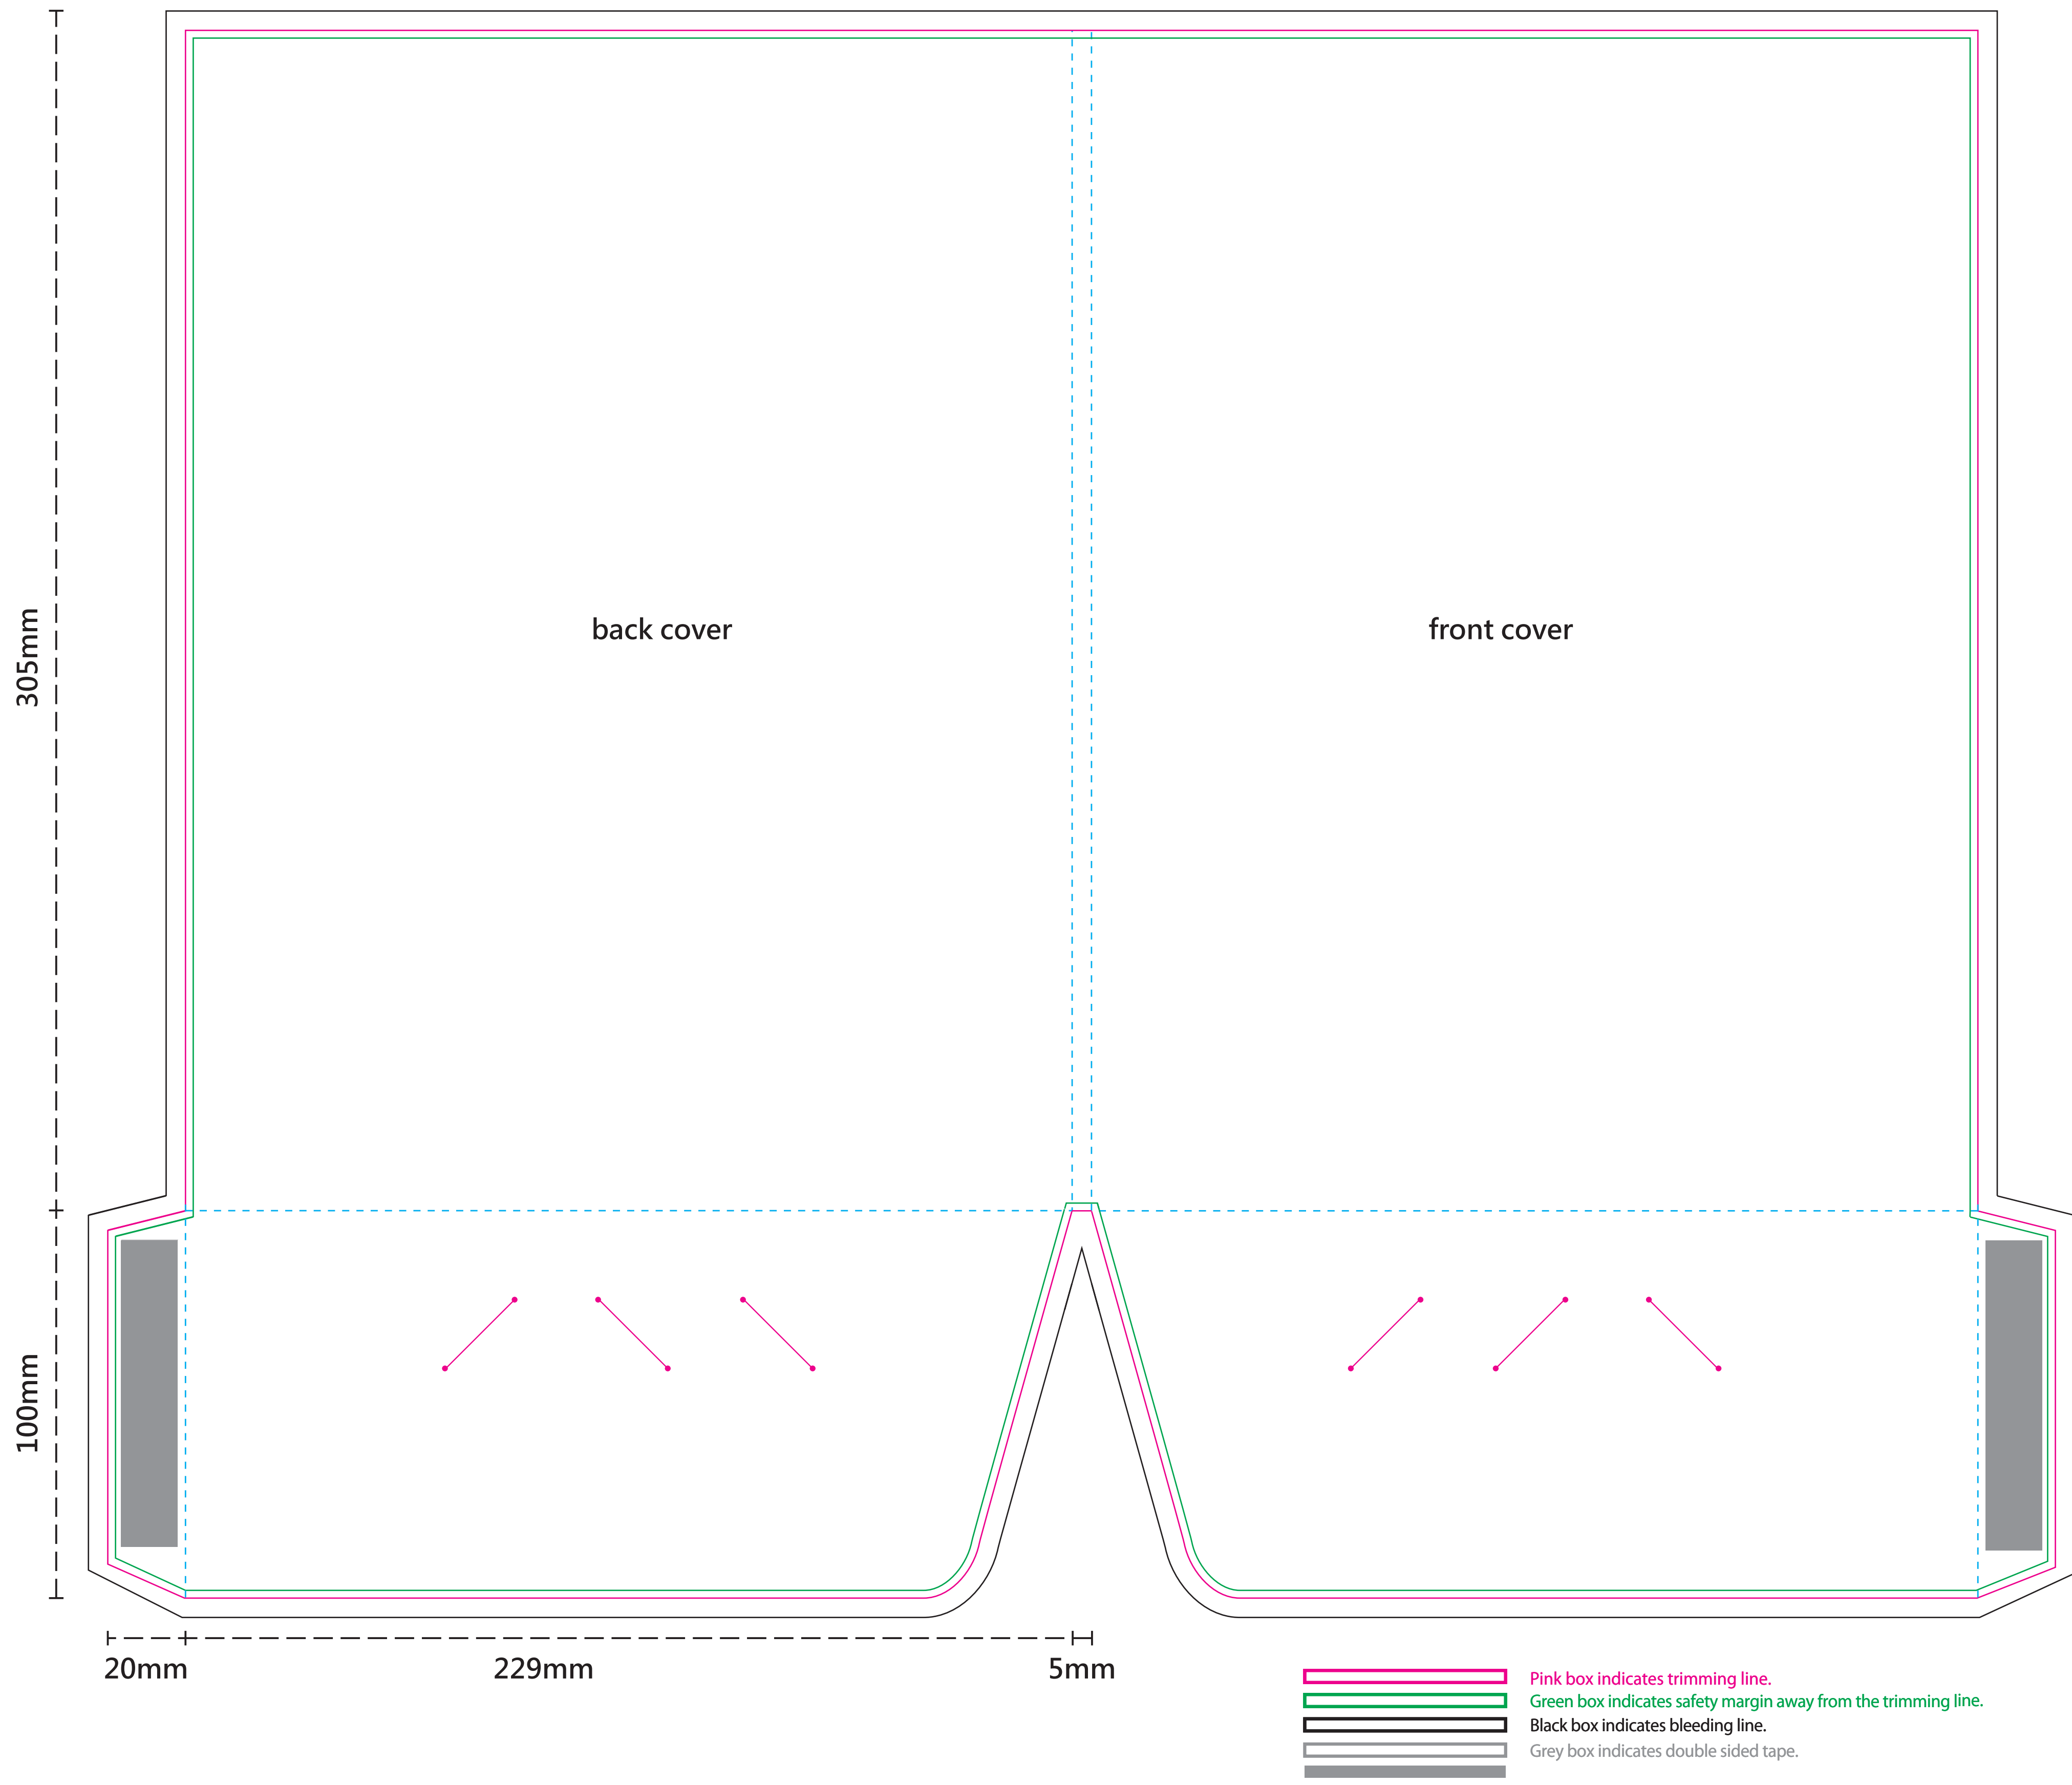 back cover
front cover
305mm
100mm
20mm
229mm
5mm
Pink box indicates trimming line.
Green box indicates safety margin away from the trimming line.
Black box indicates bleeding line.
Grey box indicates double sided tape.